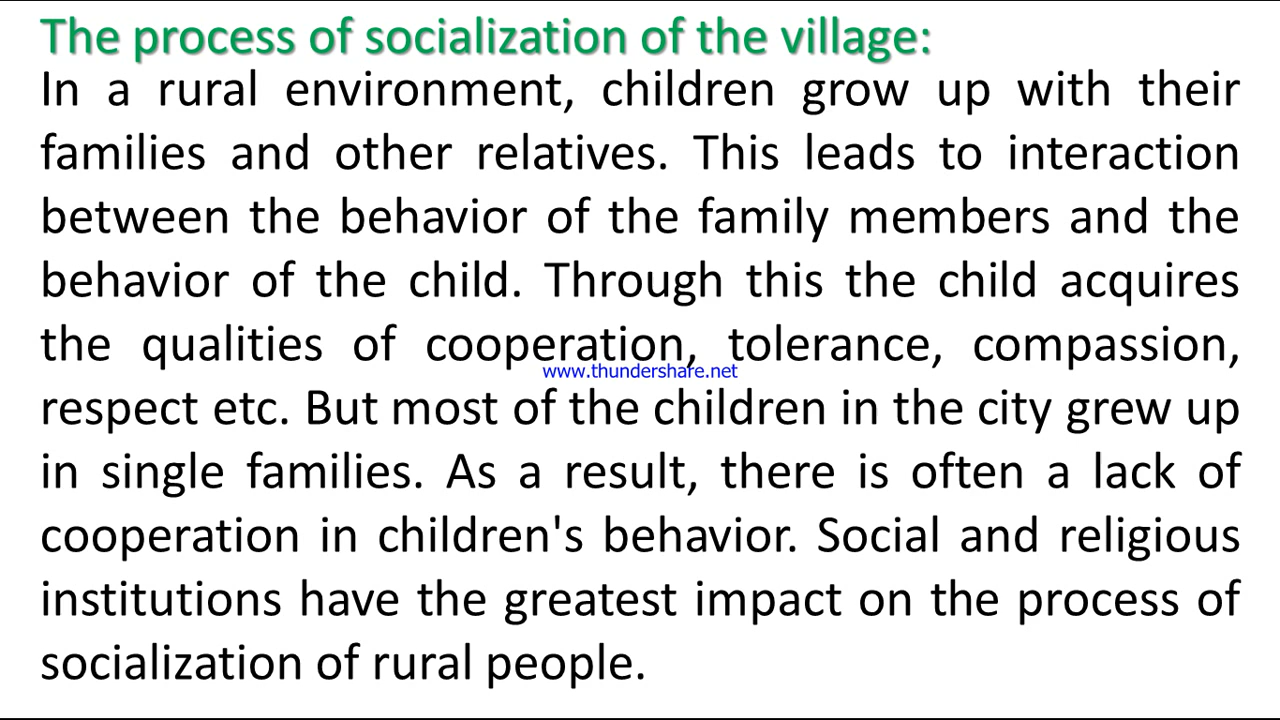 The process of socialization of the village:
In a rural environment, children grow up with their
families and other relatives. This leads to interaction
between the behavior of the family members and the
behavior of the child. Through this the child acquires
the qualities of cooperation, tolerance, compassion,
www.thundershare.net
respect etc. But most of the children in the city grew up
in single families. As a result, there is often a lack of
cooperation in children's behavior. Social and religious
institutions have the greatest impact on the process of
socialization of rural people.